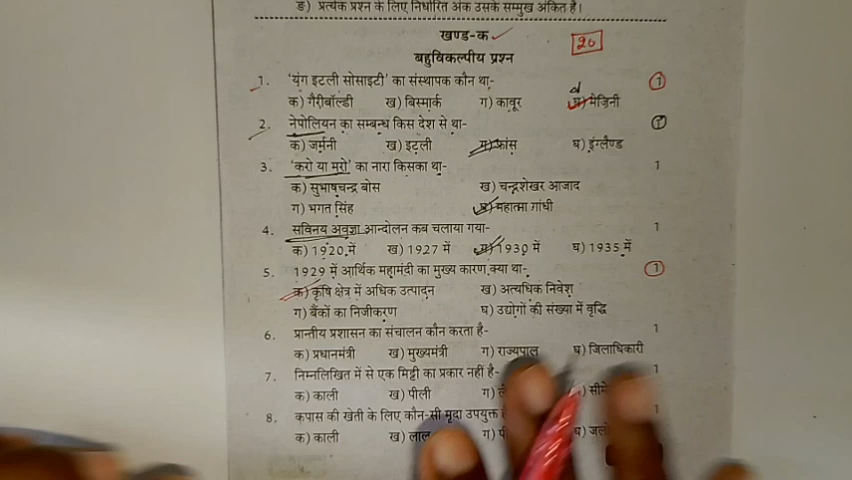 ङ) प्रत्येक प्रश्न के लिए निर्धारित अंक उसके सम्मुख अंकित है।
खण्ड-क
20
बहुविकल्पीय प्रश्न
1. 'यंग इटली सोसाइटी' का संस्थापक कौन था- 1
क) गैरीबॉल्डी ख) बिस्मार्क ग) कावूर घ) मेज़िनी
2. नेपोलियन का सम्बन्ध किस देश से था- 1
क) जर्मनी ख) इटली ग) फ्रांस घ) इंग्लैण्ड
3. 'करो या मरो' का नारा किसका था- 1
क) सुभाषचन्द्र बोस ख) चन्द्रशेखर आजाद
ग) भगत सिंह घ) महात्मा गांधी
4. सविनय अवज्ञा आन्दोलन कब चलाया गया- 1
क) 1920 में ख) 1927 में ग) 1930 में घ) 1935 में
5. 1929 में आर्थिक महामंदी का मुख्य कारण क्या था- 1
क) कृषि क्षेत्र में अधिक उत्पादन ख) अत्यधिक निवेश
ग) बैंकों का निजीकरण घ) उद्योगों की संख्या में वृद्धि
6. प्रान्तीय प्रशासन का संचालन कौन करता है- 1
क) प्रधानमंत्री ख) मुख्यमंत्री ग) राज्यपाल घ) जिलाधिकारी
7. निम्नलिखित में से एक मिट्टी का प्रकार नही है- 1
क) काली ख) पीली ग)
8. कपास की खेती के लिए कौन-सी मृदा उपयुक्त 1
क) काली ख) लाल ग) घ)